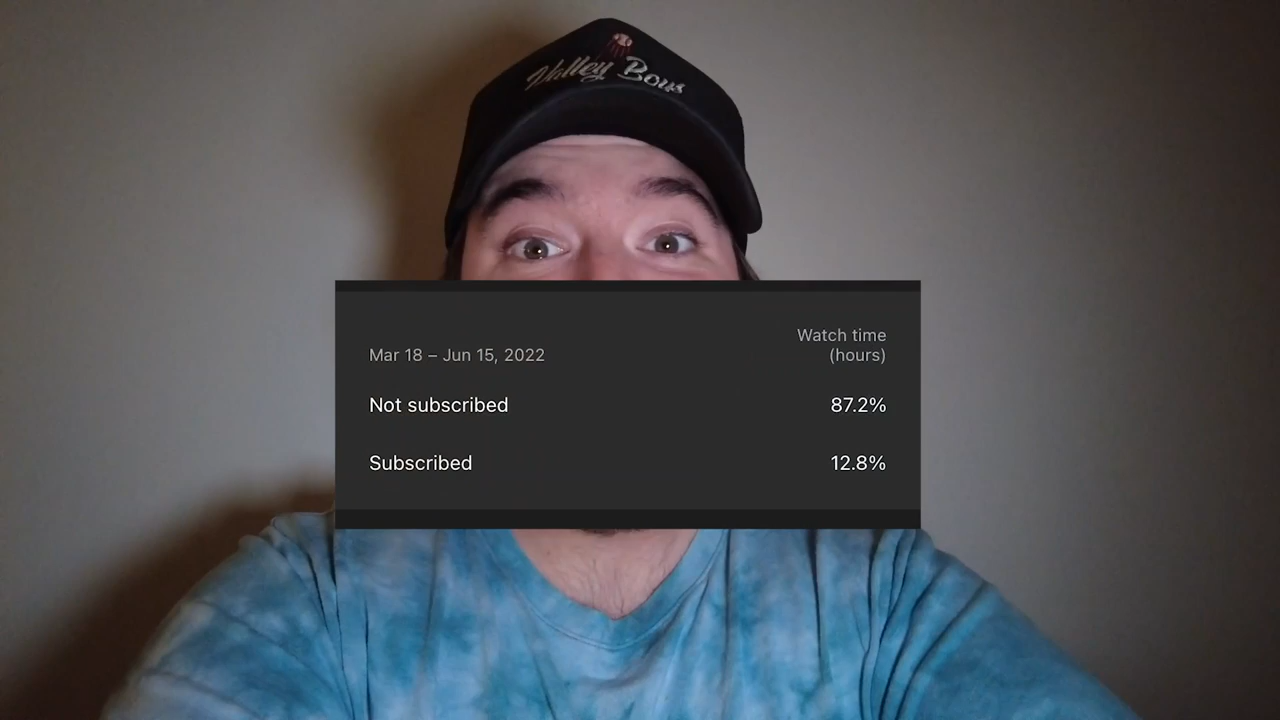 Valley Boys
Watch time
(hours)
Mar 18 – Jun 15, 2022
Not subscribed 87.2%
Subscribed 12.8%